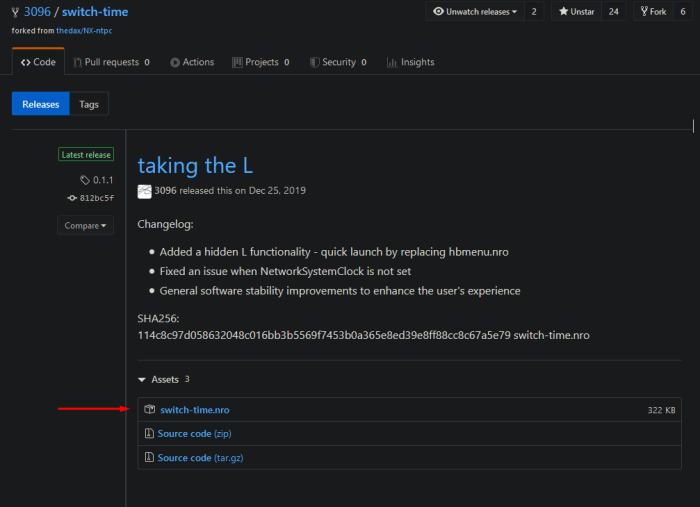 3096 / switch-time
Unwatch releases 2
Unstar 24
Fork 6
forked from thedax/NX-ntpc
Code
Pull requests 0
Actions
Projects 0
Security 0
Insights
Releases
Tags
Latest release
0.1.1
812bc5f
Compare
taking the L
3096 released this on Dec 25, 2019
Changelog:
Added a hidden L functionality - quick launch by replacing hbmenu.nro
Fixed an issue when NetworkSystemClock is not set
General software stability improvements to enhance the user's experience
SHA256:
114c8c97d058632048c016bb3b5569f7453b0a365e8ed39e8ff88cc8c67a5e79 switch-time.nro
Assets 3
switch-time.nro 322 KB
Source code (zip)
Source code (tar.gz)